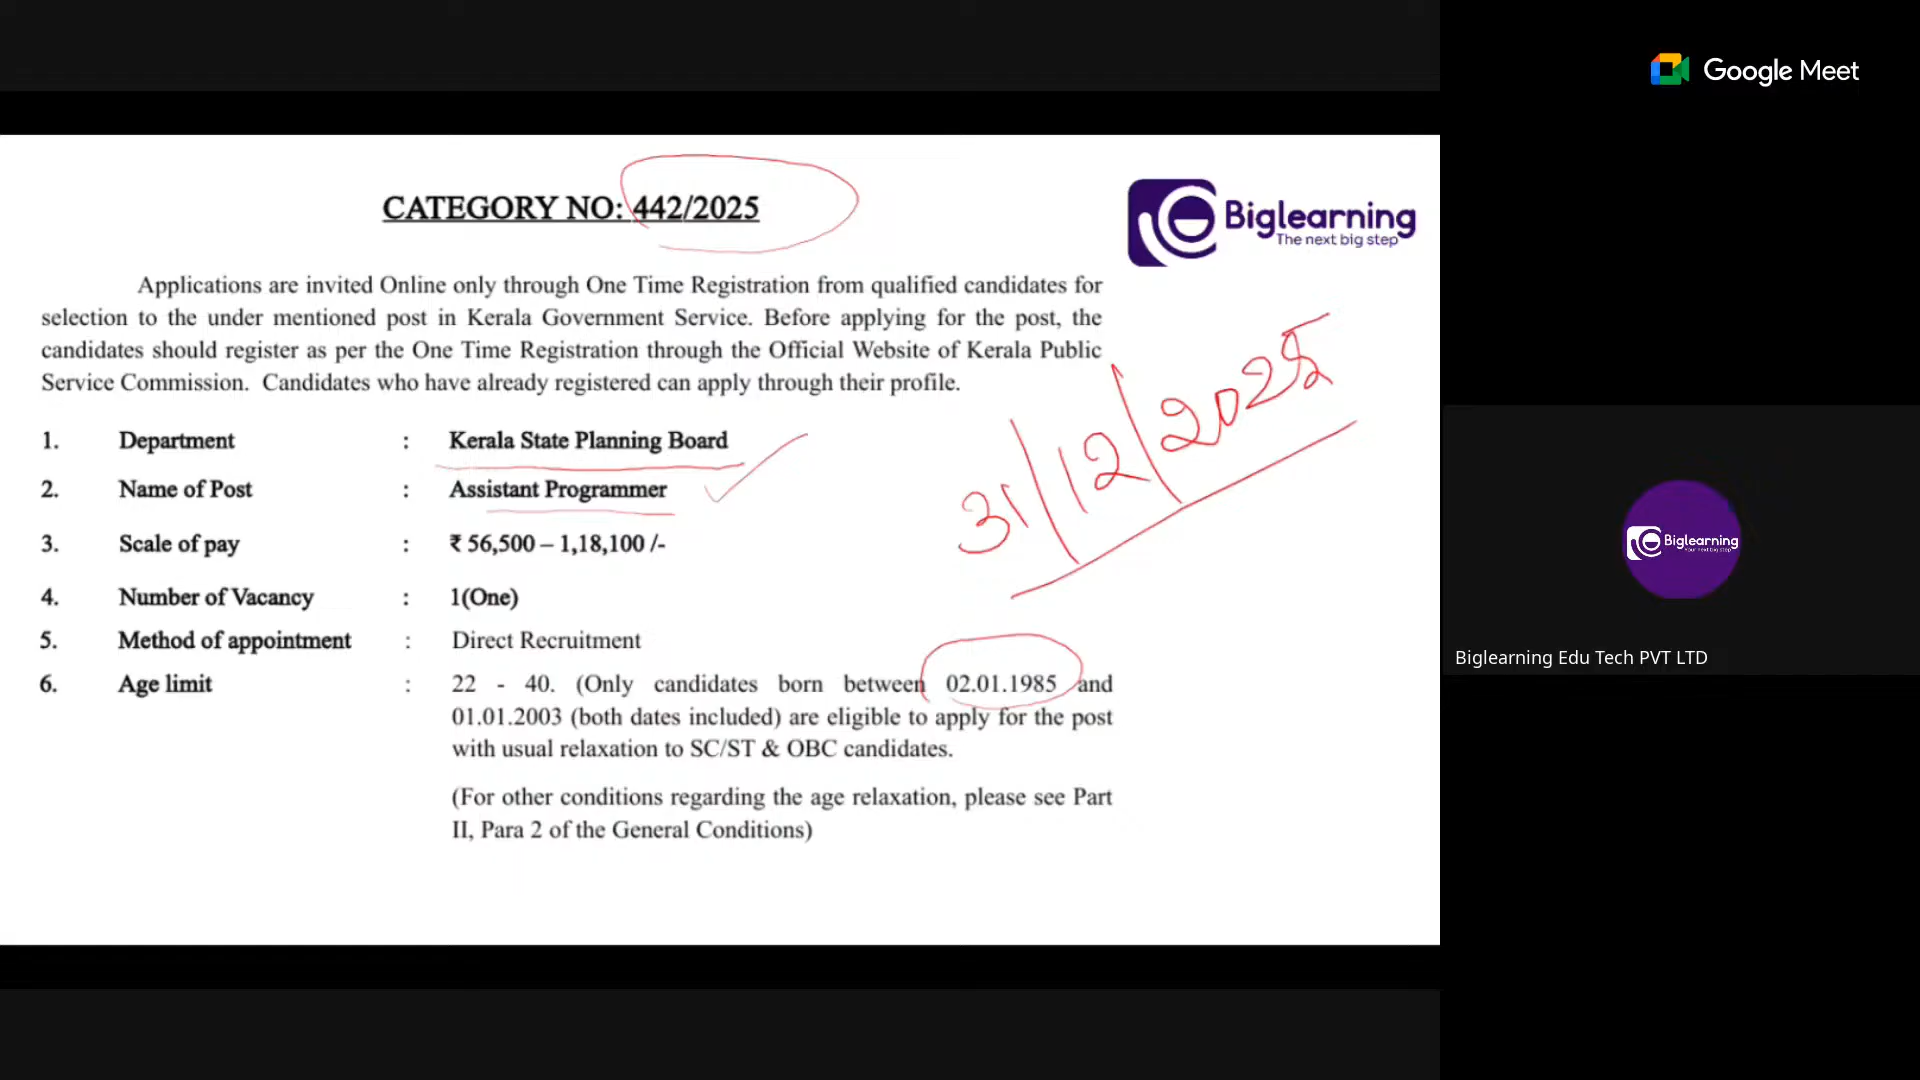 Google Meet
CATEGORY NO: 442/2025
Biglearning
The next big step
Applications are invited Online only through One Time Registration from qualified candidates for
selection to the under mentioned post in Kerala Government Service. Before applying for the post, the
candidates should register as per the One Time Registration through the Official Website of Kerala Public
Service Commission. Candidates who have already registered can apply through their profile.
31/12/2025
1. Department : Kerala State Planning Board
2. Name of Post : Assistant Programmer
3. Scale of pay : ₹ 56,500 – 1,18,100 /-
4. Number of Vacancy : 1(One)
5. Method of appointment : Direct Recruitment
6. Age limit : 22 - 40. (Only candidates born between 02.01.1985 and
01.01.2003 (both dates included) are eligible to apply for the post
with usual relaxation to SC/ST & OBC candidates.
(For other conditions regarding the age relaxation, please see Part
II, Para 2 of the General Conditions)
Biglearning
Your next big step
Biglearning Edu Tech PVT LTD